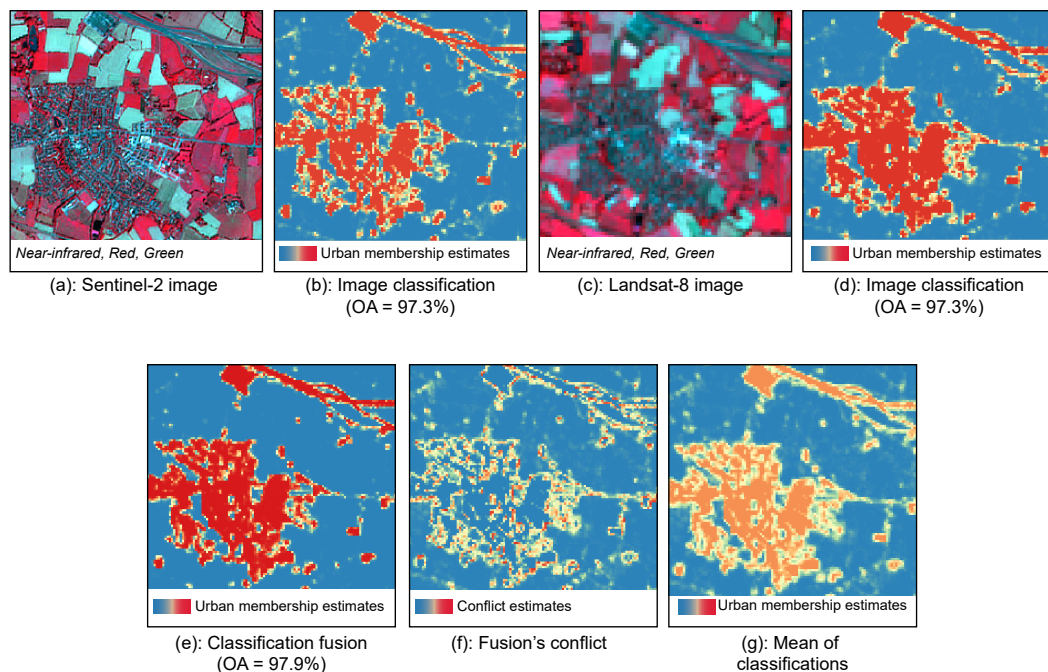 Near-infrared, Red, Green
Urban membership estimates
Near-infrared, Red, Green
Urban membership estimates
(a): Sentinel-2 image
(b): Image classification
(OA = 97.3%)
(c): Landsat-8 image
(d): Image classification
(OA = 97.3%)
Urban membership estimates
Conflict estimates
Urban membership estimates
(e): Classification fusion
(OA = 97.9%)
(f): Fusion's conflict
(g): Mean of
classifications